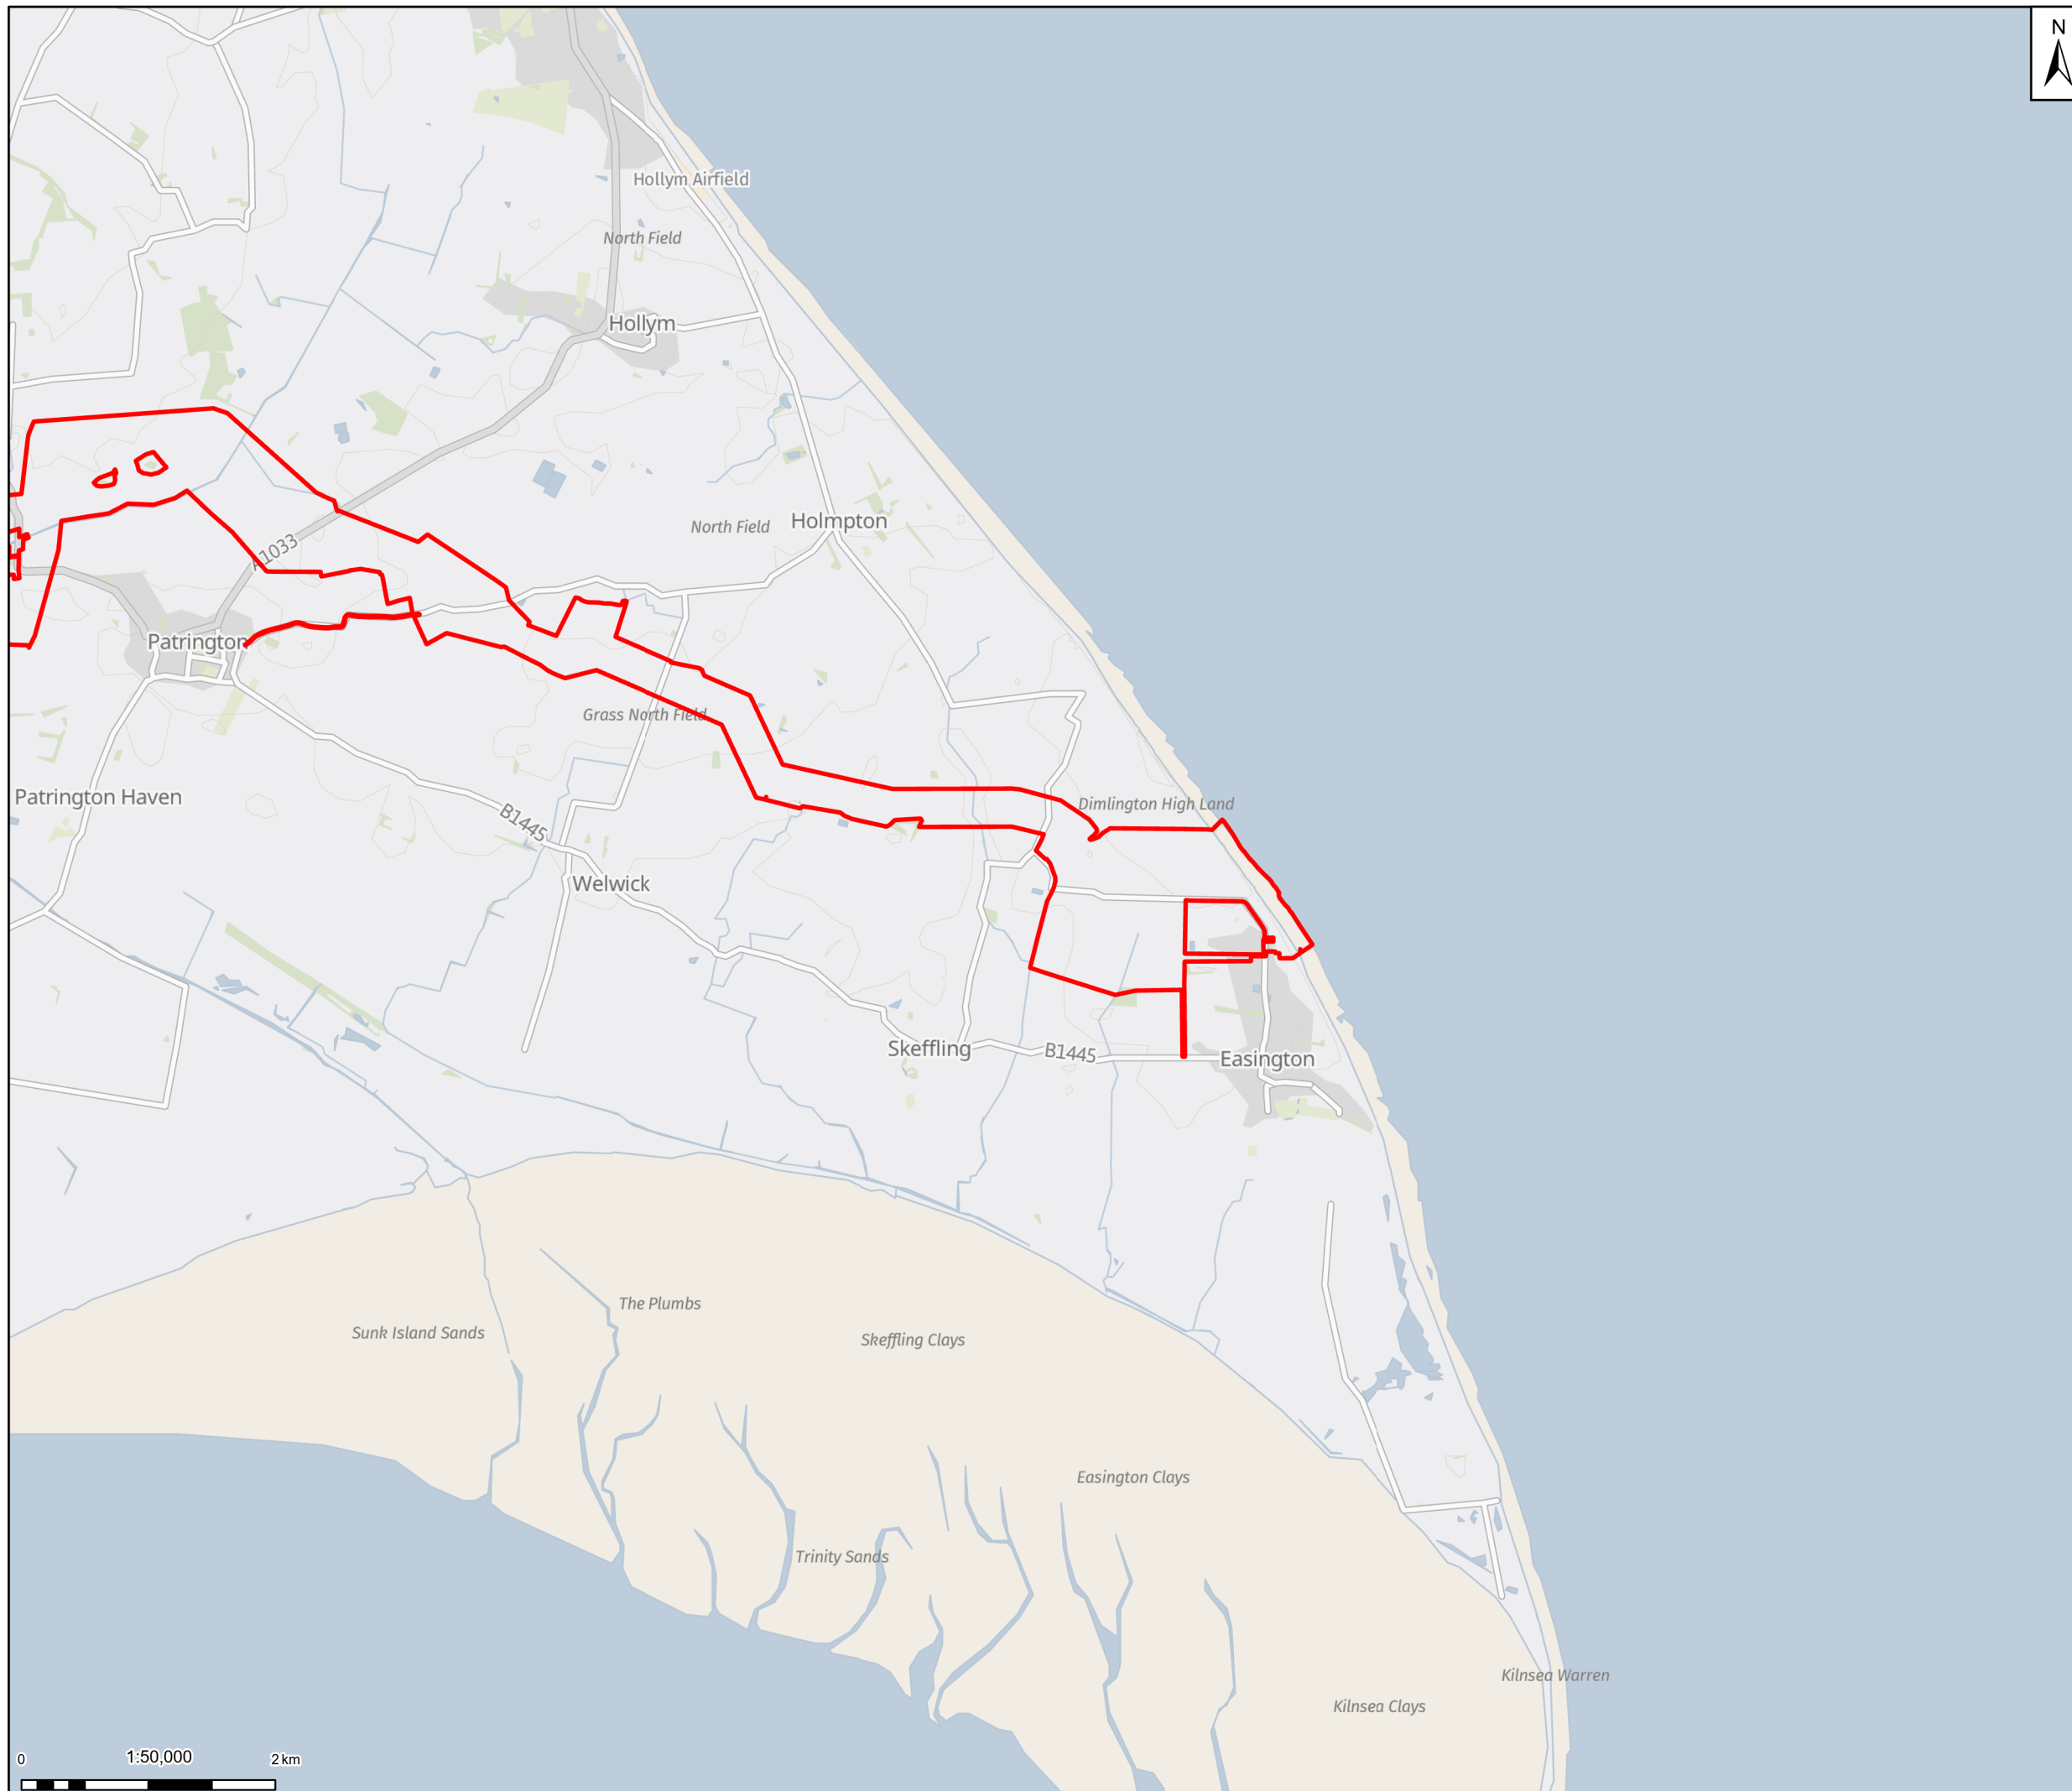 N
Hollym Airfield
North Field
Hollym
North Field
Holmpton
A1033
Patrington
Grass North Field
Patrington Haven
Dimlington High Land
B1445
Welwick
Skeffling
B1445
Easington
The Plumbs
Sunk Island Sands
Skeffling Clays
Easington Clays
Trinity Sands
Kilnsea Warren
Kilnsea Clays
0 1:50,000 2 km